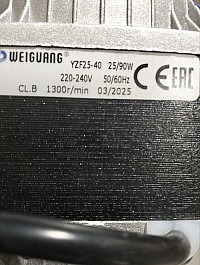 WEIGUANG® YZF25-40 25/90W
220-240V 50/60Hz
CL.B 1300r/min 03/2025
CE EAC